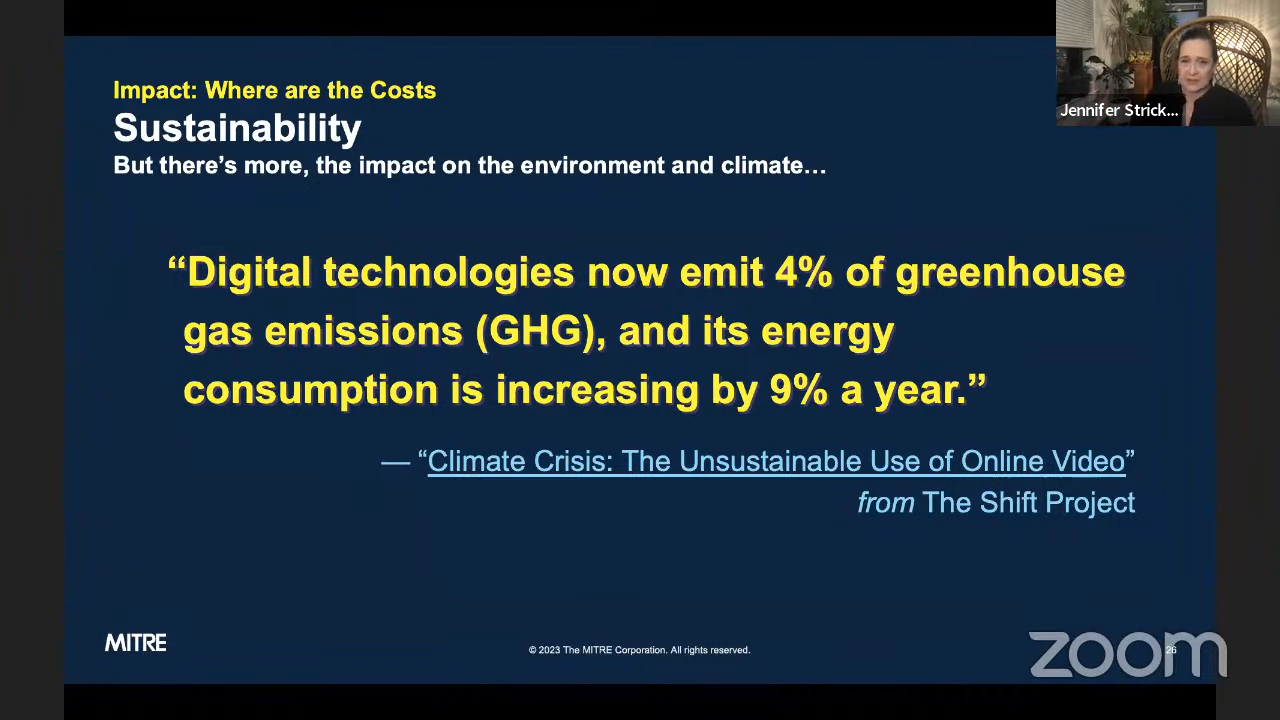 Impact: Where are the Costs
Sustainability
But there's more, the impact on the environment and climate…
“Digital technologies now emit 4% of greenhouse
gas emissions (GHG), and its energy
consumption is increasing by 9% a year.”
— “Climate Crisis: The Unsustainable Use of Online Video”
from The Shift Project
Jennifer Strick...
MITRE
© 2023 The MITRE Corporation. All rights reserved.
26
zoom